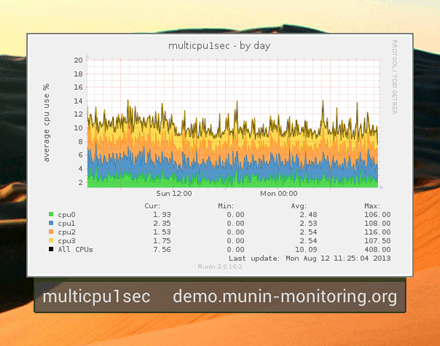 multicpu1sec - by day
RRDTOOL / TOBI OETIKER
average cpu use %
20
18
16
14
12
10
8
6
4
2
Sun 12:00 Mon 00:00
Cur: Min: Avg: Max:
cpu0 1.93 0.00 2.48 106.00
cpu1 2.35 0.00 2.53 108.00
cpu2 1.53 0.00 2.54 116.00
cpu3 1.75 0.00 2.54 107.50
All CPUs 7.56 0.00 10.09 408.00
Last update: Mon Aug 12 11:25:04 2013
Munin 2.0.16-2
multicpu1sec demo.munin-monitoring.org